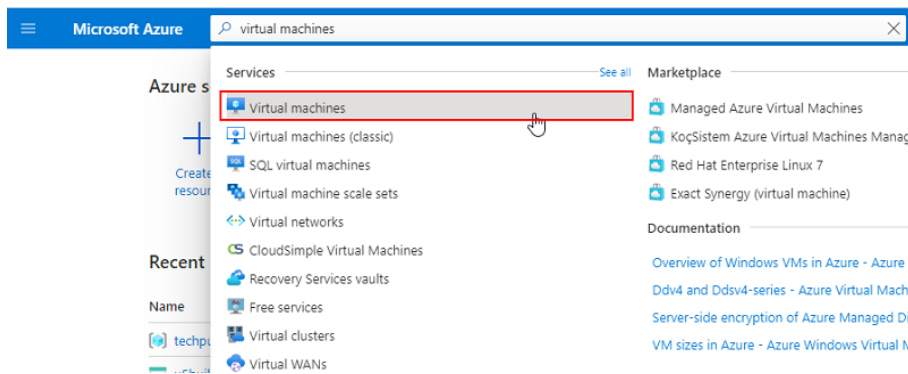 Microsoft Azure
virtual machines
Azure s
Create
resour
Recent
Name
techpu
Services
See all
Virtual machines
Virtual machines (classic)
SQL virtual machines
Virtual machine scale sets
Virtual networks
CloudSimple Virtual Machines
Recovery Services vaults
Free services
Virtual clusters
Virtual WANs
Marketplace
Managed Azure Virtual Machines
KoçSistem Azure Virtual Machines Manag
Red Hat Enterprise Linux 7
Exact Synergy (virtual machine)
Documentation
Overview of Windows VMs in Azure - Azure
Ddv4 and Ddsv4-series - Azure Virtual Mach
Server-side encryption of Azure Managed Di
VM sizes in Azure - Azure Windows Virtual M